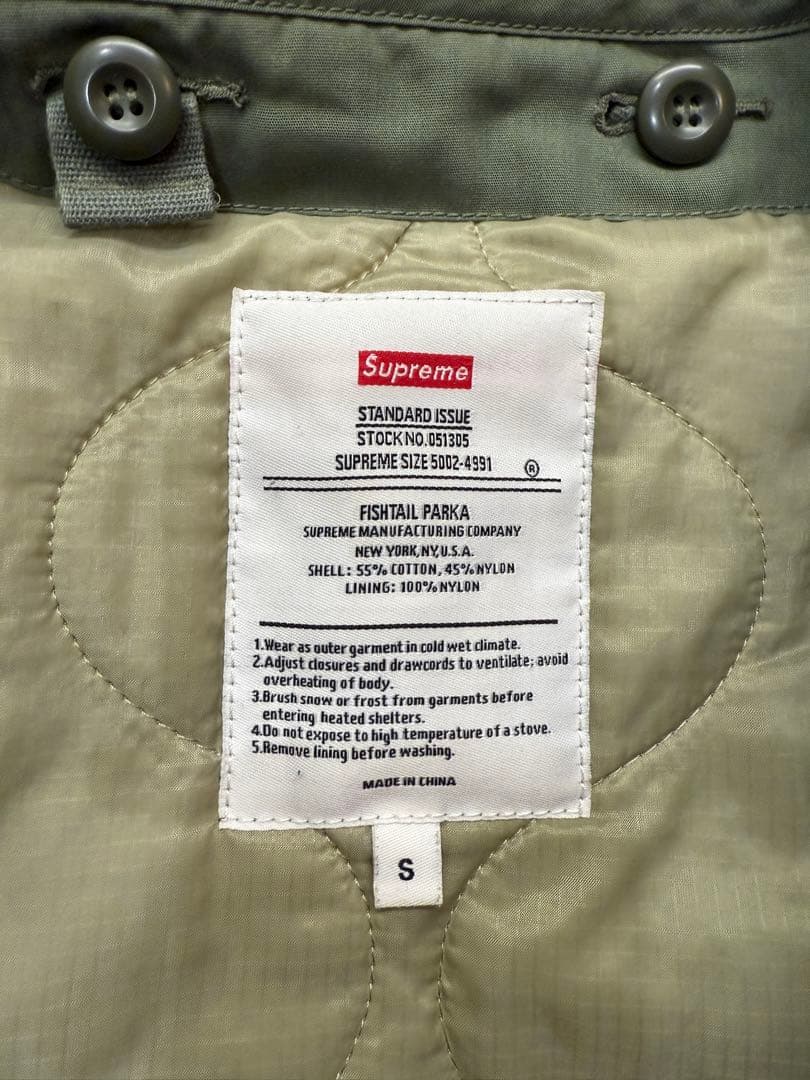 Supreme
STANDARD ISSUE
STOCK NO. 051305
SUPREME SIZE 5002-4991 ®
FISHTAIL PARKA
SUPREME MANUFACTURING COMPANY
NEW YORK, NY, U.S.A.
SHELL: 55% COTTON, 45% NYLON
LINING: 100% NYLON
1.Wear as outer garment in cold wet climate.
2.Adjust closures and drawcords to ventilate; avoid
overheating of body.
3.Brush snow or frost from garments before
entering heated shelters.
4.Do not expose to high temperature of a stove.
5.Remove lining before washing.
MADE IN CHINA
S